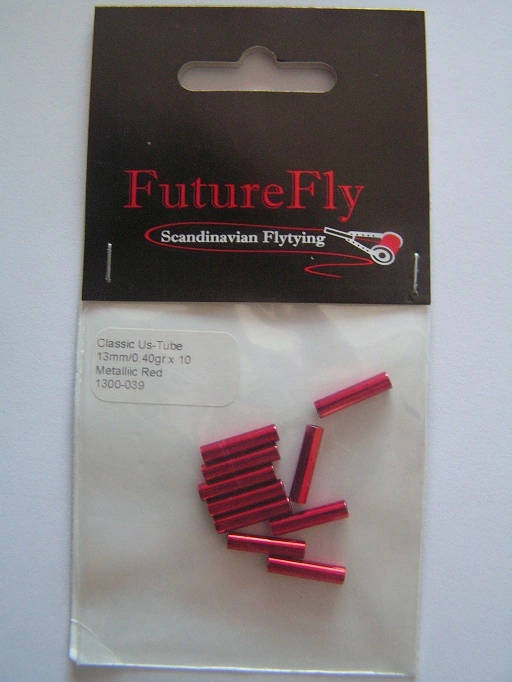 FutureFly
Scandinavian Flytying
Classic Us-Tube
13mm/0.40gr x 10
Metalliic Red
1300-039